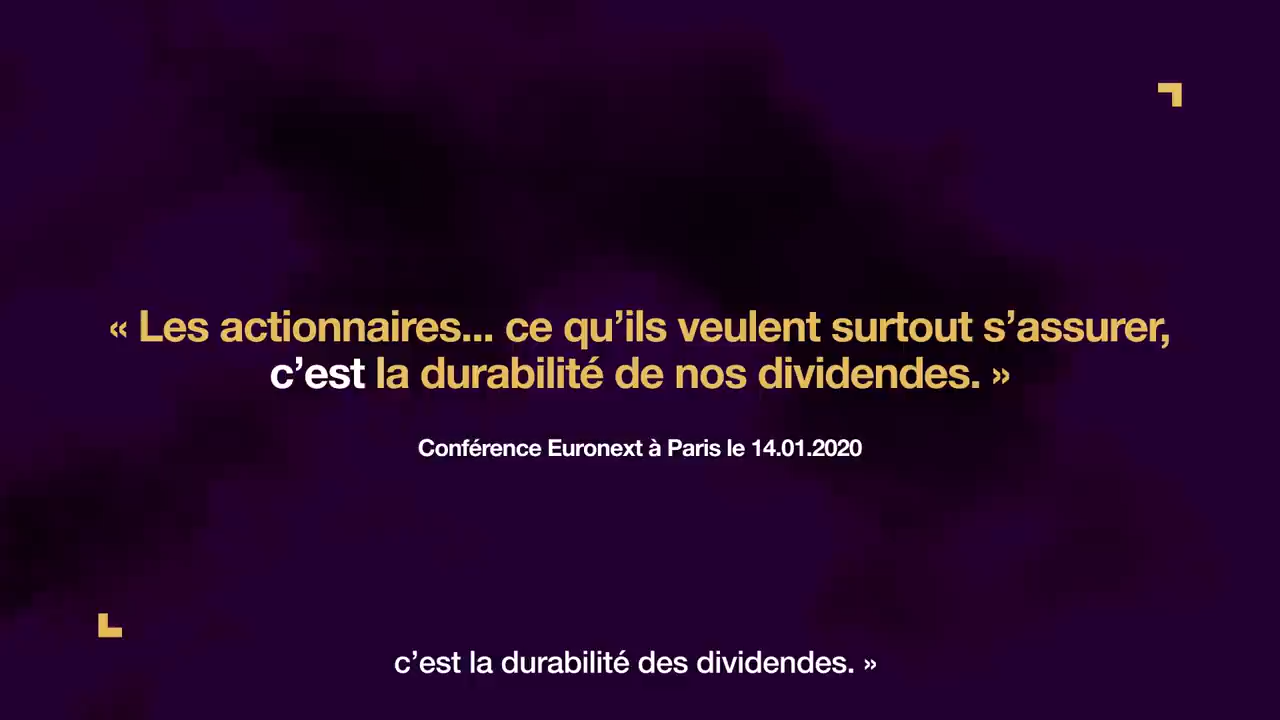 « Les actionnaires... ce qu’ils veulent surtout s’assurer,
c’est la durabilité de nos dividendes. »
Conférence Euronext à Paris le 14.01.2020
c’est la durabilité des dividendes. »